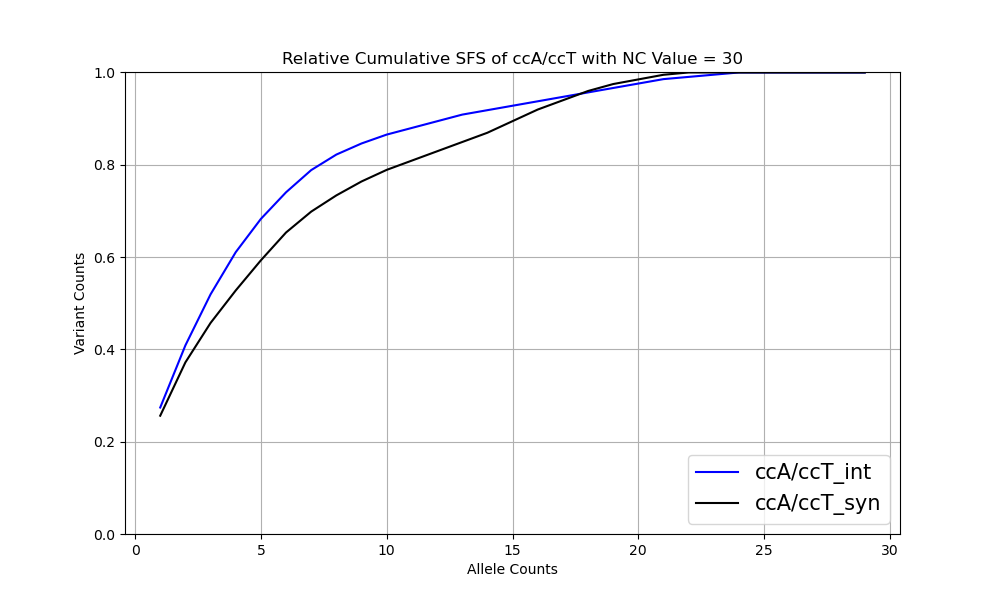 Relative Cumulative SFS of ccA/ccT with NC Value = 30
1.0
0.8
0.6
0.4
0.2
0.0
Variant Counts
0 5 10 15 20 25 30
Allele Counts
ccA/ccT_int
ccA/ccT_syn